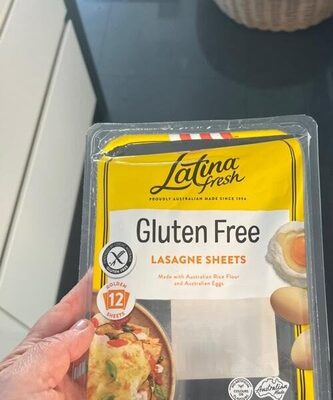 Latina
fresh
PROUDLY AUSTRALIAN MADE SINCE 1984
Gluten Free
LASAGNE SHEETS
Made with Australian Rice Flour
and Australian Eggs
GOLDEN
12
SHEETS